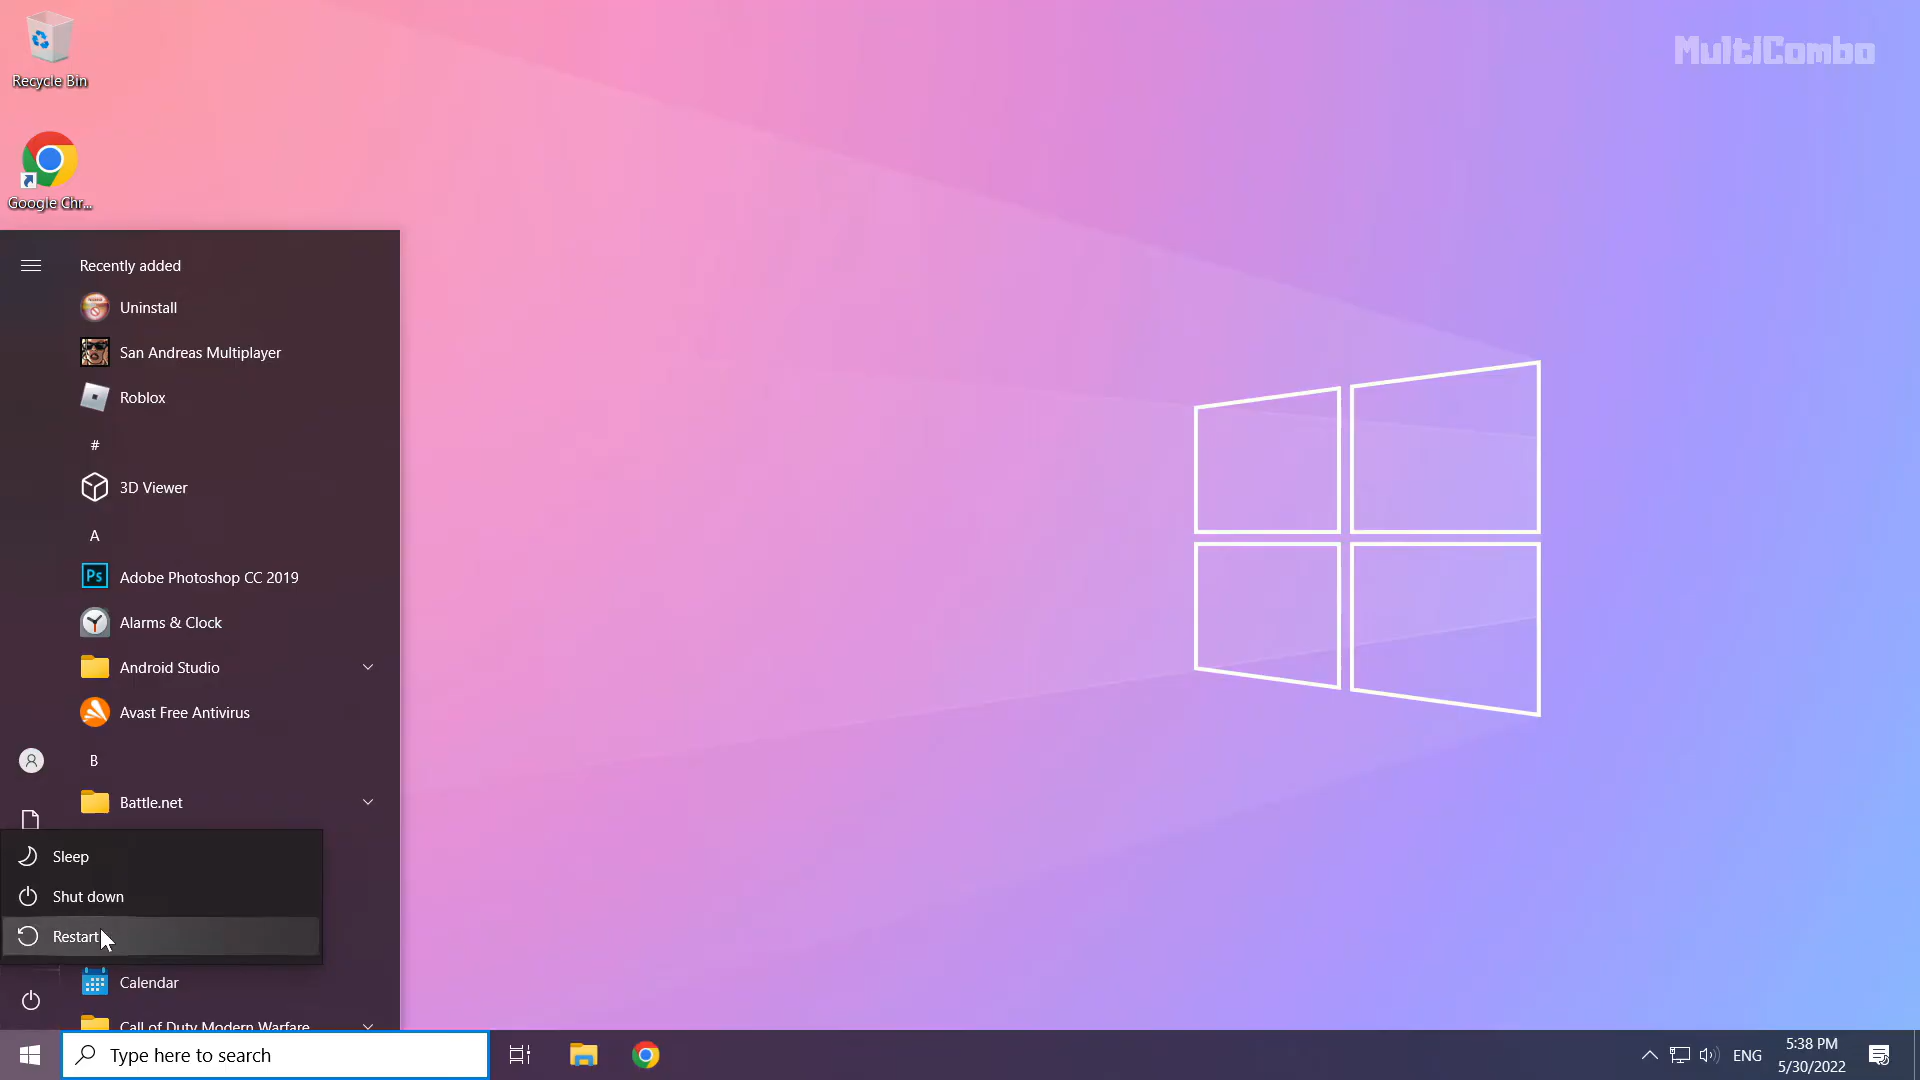 Recycle Bin
MultiCombo
Google Chr...
Recently added
Uninstall
San Andreas Multiplayer
Roblox
#
3D Viewer
A
Ps
Adobe Photoshop CC 2019
Alarms & Clock
Android Studio
Avast Free Antivirus
B
Battle.net
Sleep
Shut down
Restart
Calendar
Call of Duty Modern Warfare
Type here to search
ENG
5:38 PM
5/30/2022